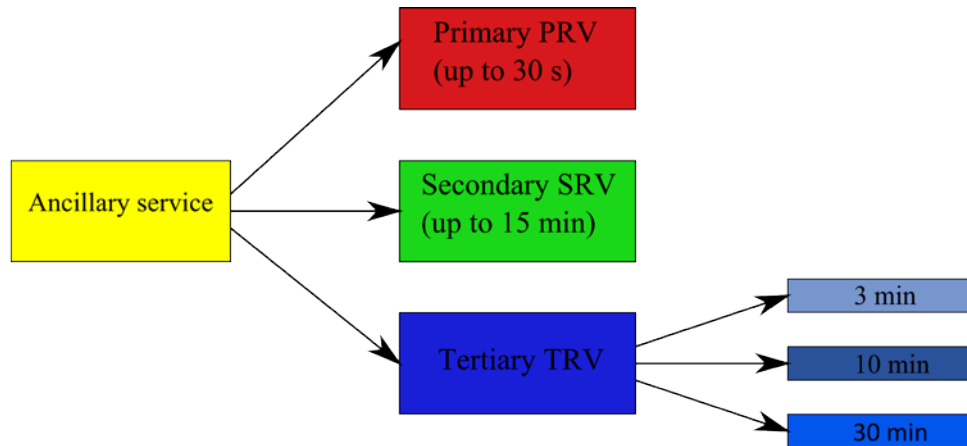 Primary PRV
(up to 30 s)
Ancillary service
Secondary SRV
(up to 15 min)
Tertiary TRV
3 min
10 min
30 min